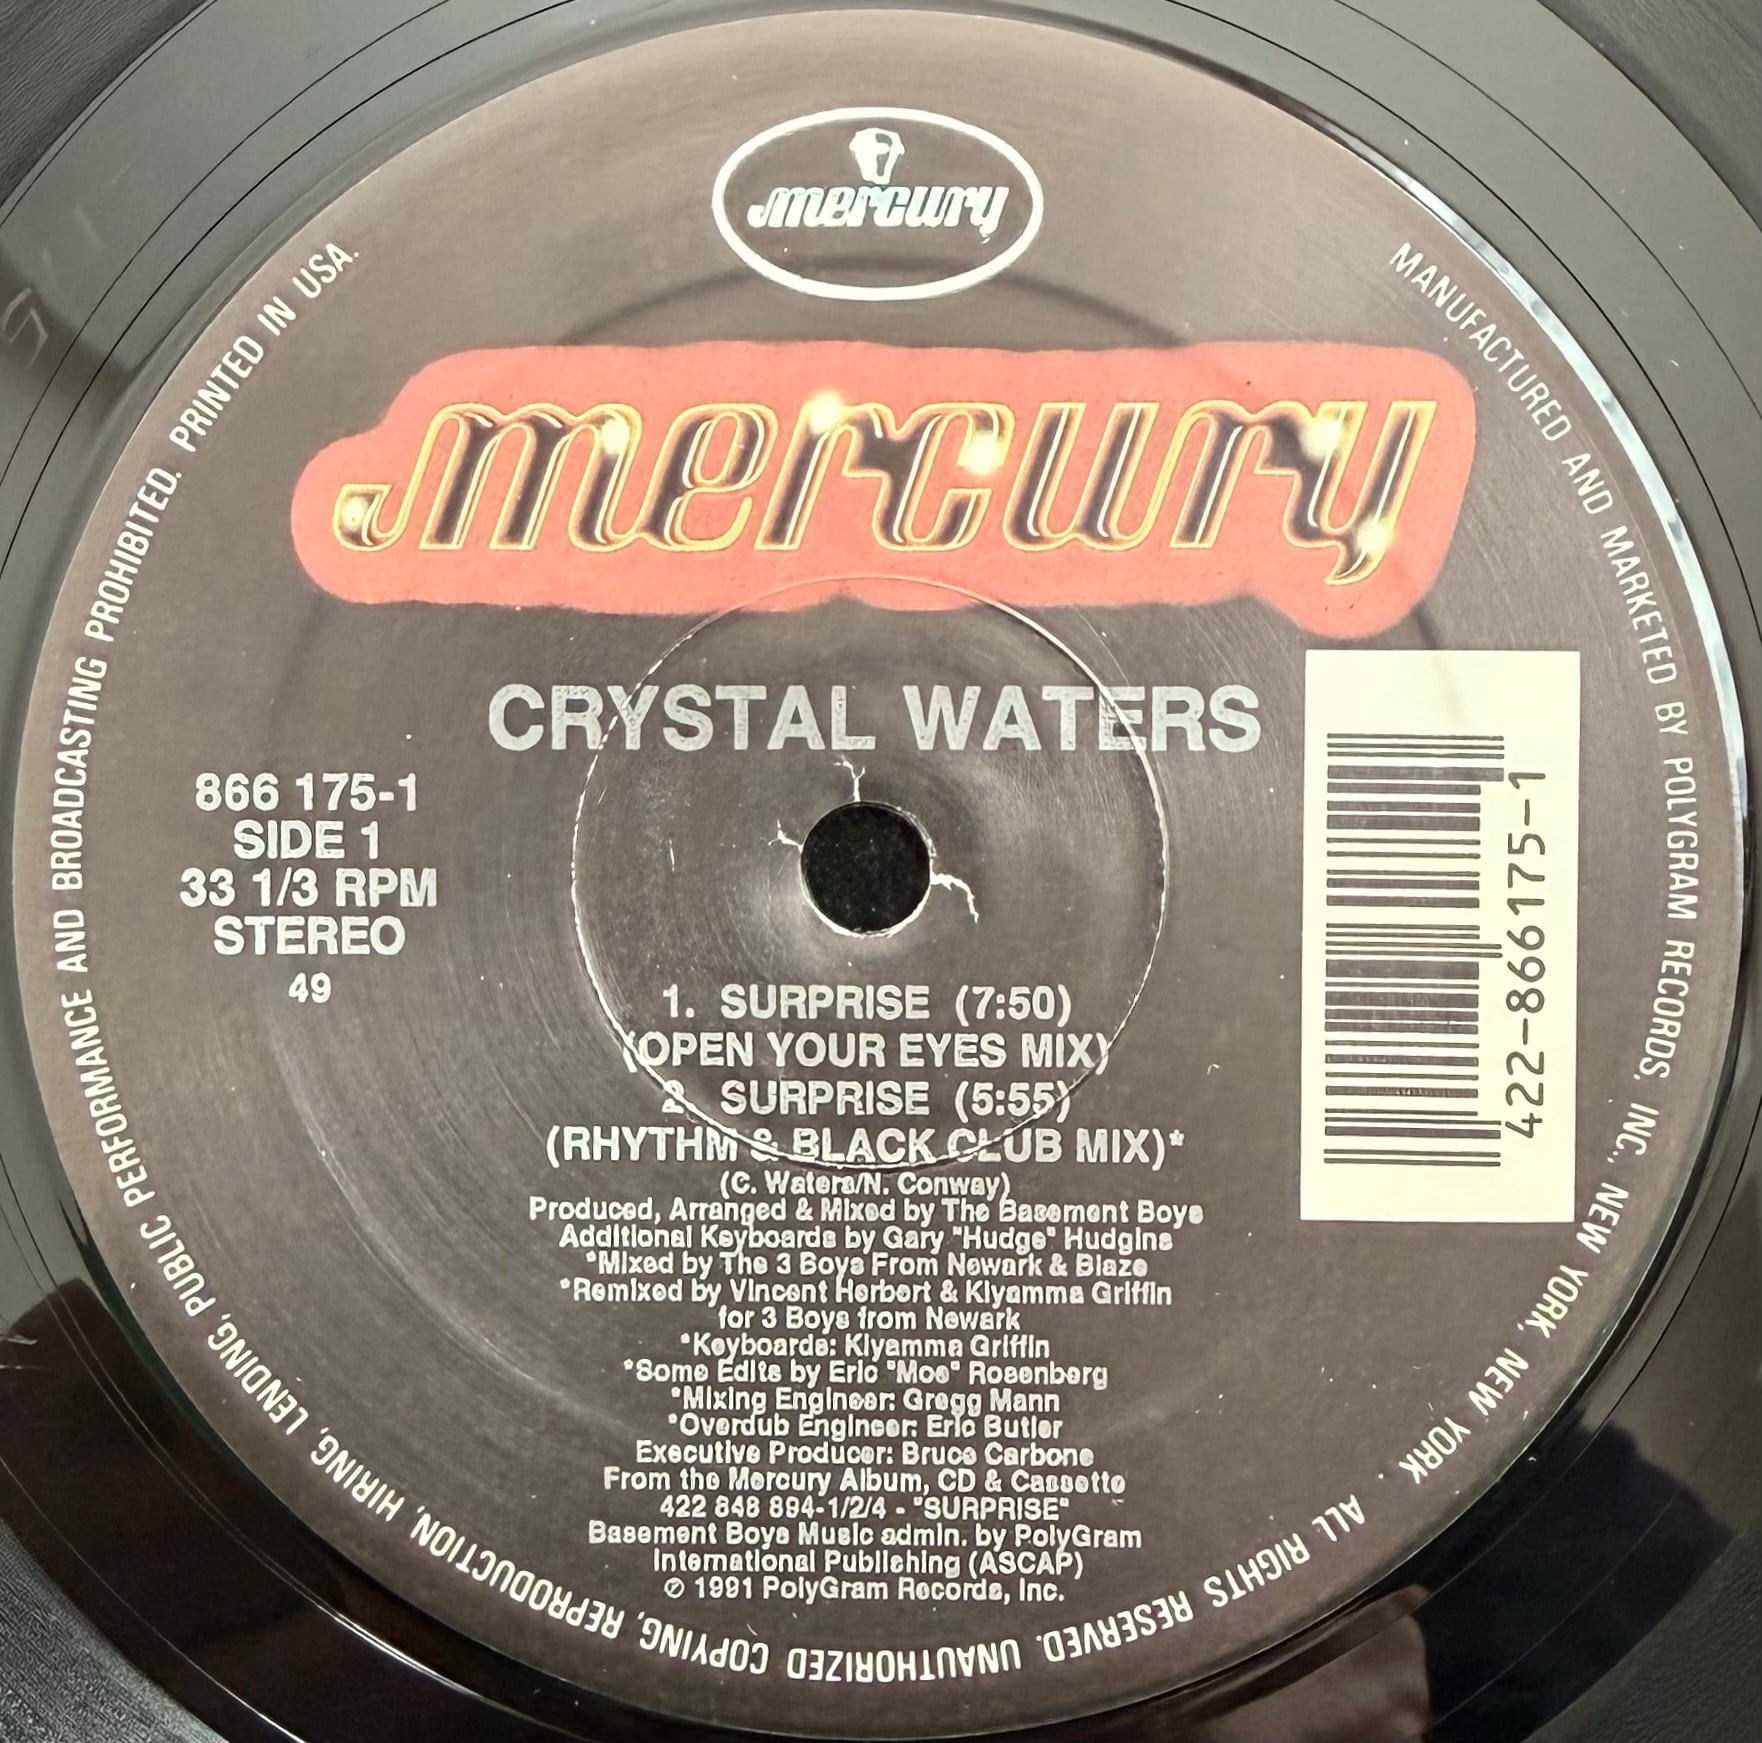 mercury
mercury
CRYSTAL WATERS
866 175-1
SIDE 1
33 1/3 RPM
STEREO
49
422-866175-1
1. SURPRISE (7:50)
(OPEN YOUR EYES MIX)
2. SURPRISE (5:55)
(RHYTHM & BLACK CLUB MIX)*
(C. Waters/N. Conway)
Produced, Arranged & Mixed by The Basement Boys
Additional Keyboards by Gary "Hudge" Hudgins
*Mixed by The 3 Boys From Newark & Blaze
*Remixed by Vincent Herbert & Kiyamma Griffin
for 3 Boys from Newark
*Keyboards: Kiyamma Griffin
*Some Edits by Eric "Moe" Rosenberg
*Mixing Engineer: Gregg Mann
*Overdub Engineer: Eric Butler
Executive Producer: Bruce Carbone
From the Mercury Album, CD & Cassette
422 848 894-1/2/4 - "SURPRISE"
Basement Boys Music admin. by PolyGram
International Publishing (ASCAP)
℗ 1991 PolyGram Records, Inc.
MANUFACTURED AND MARKETED BY POLYGRAM RECORDS, INC., NEW YORK, NEW YORK. ALL RIGHTS RESERVED. UNAUTHORIZED COPYING, REPRODUCTION, HIRING, LENDING, PUBLIC PERFORMANCE AND BROADCASTING PROHIBITED. PRINTED IN USA.